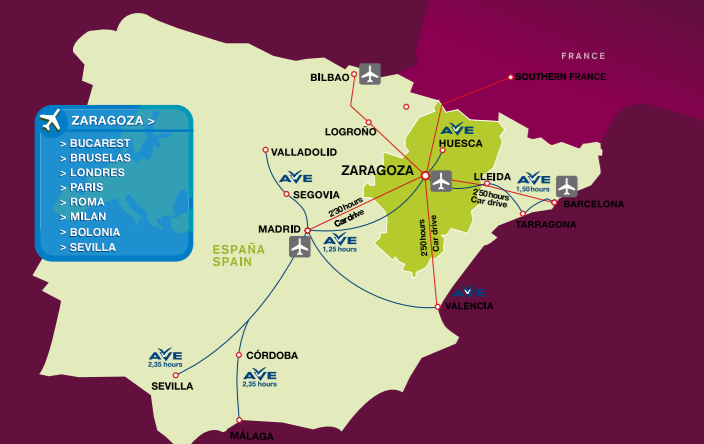 FRANCE
SOUTHERN FRANCE
BILBAO
LOGROÑO
AVE
HUESCA
ZARAGOZA >
> BUCAREST
> BRUSELAS
> LONDRES
> PARIS
> ROMA
> MILAN
> BOLONIA
> SEVILLA
VALLADOLID
AVE
SEGOVIA
ZARAGOZA
LLEIDA
2'50 hours
Car drive
AVE
1,50 hours
BARCELONA
TARRAGONA
2'30 hours
Car drive
MADRID
AVE
1,25 hours
2'50 hours
Car drive
ESPAÑA
SPAIN
AVE
VALENCIA
AVE
2,35 hours
SEVILLA
CÓRDOBA
AVE
2,35 hours
MÁLAGA